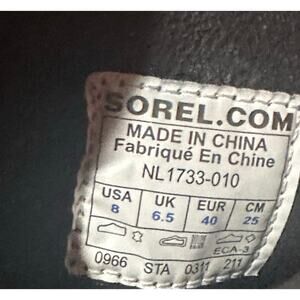 SOREL.COM
MADE IN CHINA
Fabriqué En Chine
NL1733-010
USA UK EUR CM
8 6.5 40 25
ECA-3
0966 STA 0311 211